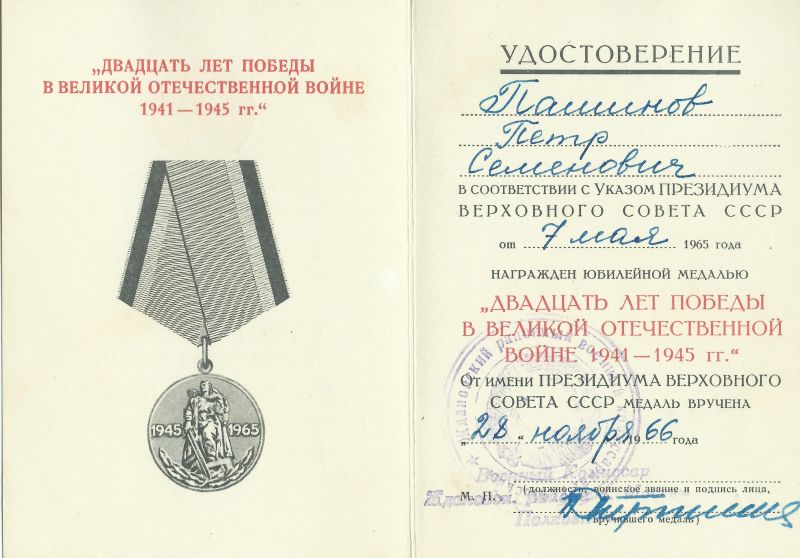 „ДВАДЦАТЬ ЛЕТ ПОБЕДЫ
В ВЕЛИКОЙ ОТЕЧЕСТВЕННОЙ ВОЙНЕ
1941—1945 гг.“
1945 1965
УДОСТОВЕРЕНИЕ
Пашинов
Петр
Семенович
В СООТВЕТСТВИИ С УКАЗОМ ПРЕЗИДИУМА
ВЕРХОВНОГО СОВЕТА СССР
от 7 мая 1965 года
НАГРАЖДЕН ЮБИЛЕЙНОЙ МЕДАЛЬЮ
„ДВАДЦАТЬ ЛЕТ ПОБЕДЫ
В ВЕЛИКОЙ ОТЕЧЕСТВЕННОЙ
ВОЙНЕ 1941—1945 гг.“
ОТ ИМЕНИ ПРЕЗИДИУМА ВЕРХОВНОГО
СОВЕТА СССР МЕДАЛЬ ВРУЧЕНА
„28“ ноября 1966 года
Военный Комиссар
М. П. (должность, воинское звание и подпись лица,
вручившего медаль)